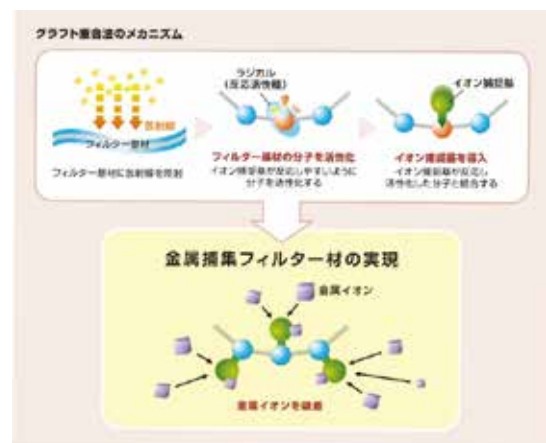 グラフト重合法のメカニズム
放射線
フィルター基材
フィルター基材に放射線を照射
ラジカル
(反応活性種)
フィルター基材の分子を活性化
イオン捕捉基が反応しやすいように
分子を活性化する
イオン捕捉基
イオン捕捉基を導入
イオン捕捉基が反応し
活性化した分子と結合する
金属捕集フィルター材の実現
金属イオン
金属イオンを吸着